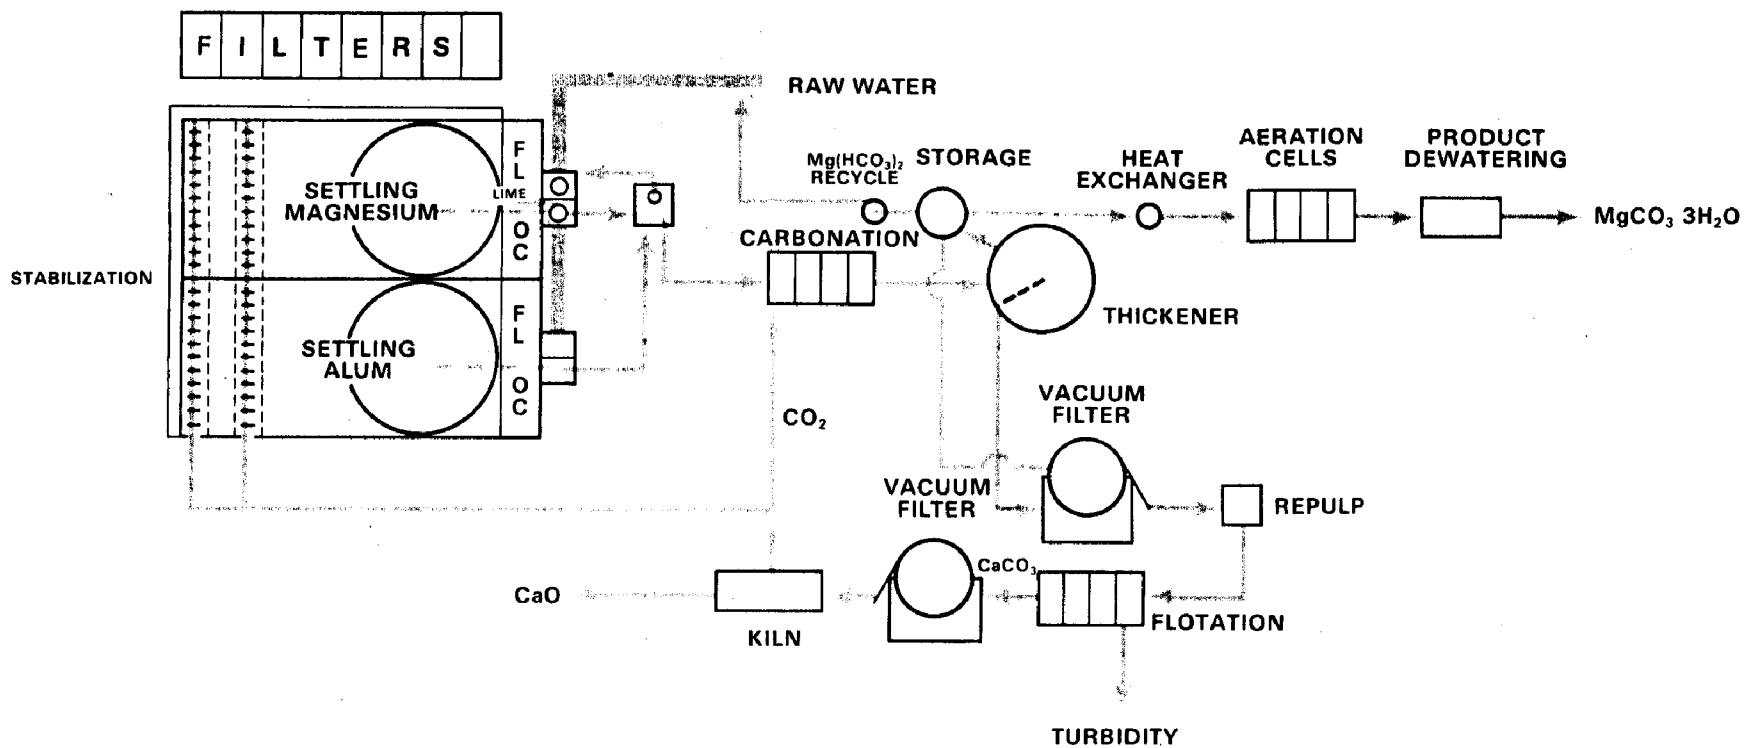 FILTERS
RAW WATER
Mg(HCO₃)₂
RECYCLE
STORAGE
HEAT
EXCHANGER
AERATION
CELLS
PRODUCT
DEWATERING
MgCO₃ 3H₂O
SETTLING
MAGNESIUM
FL
LIME
OC
CARBONATION
STABILIZATION
THICKENER
SETTLING
ALUM
FL
OC
CO₂
VACUUM
FILTER
VACUUM
FILTER
REPULP
CaCO₃
CaO
KILN
FLOTATION
TURBIDITY